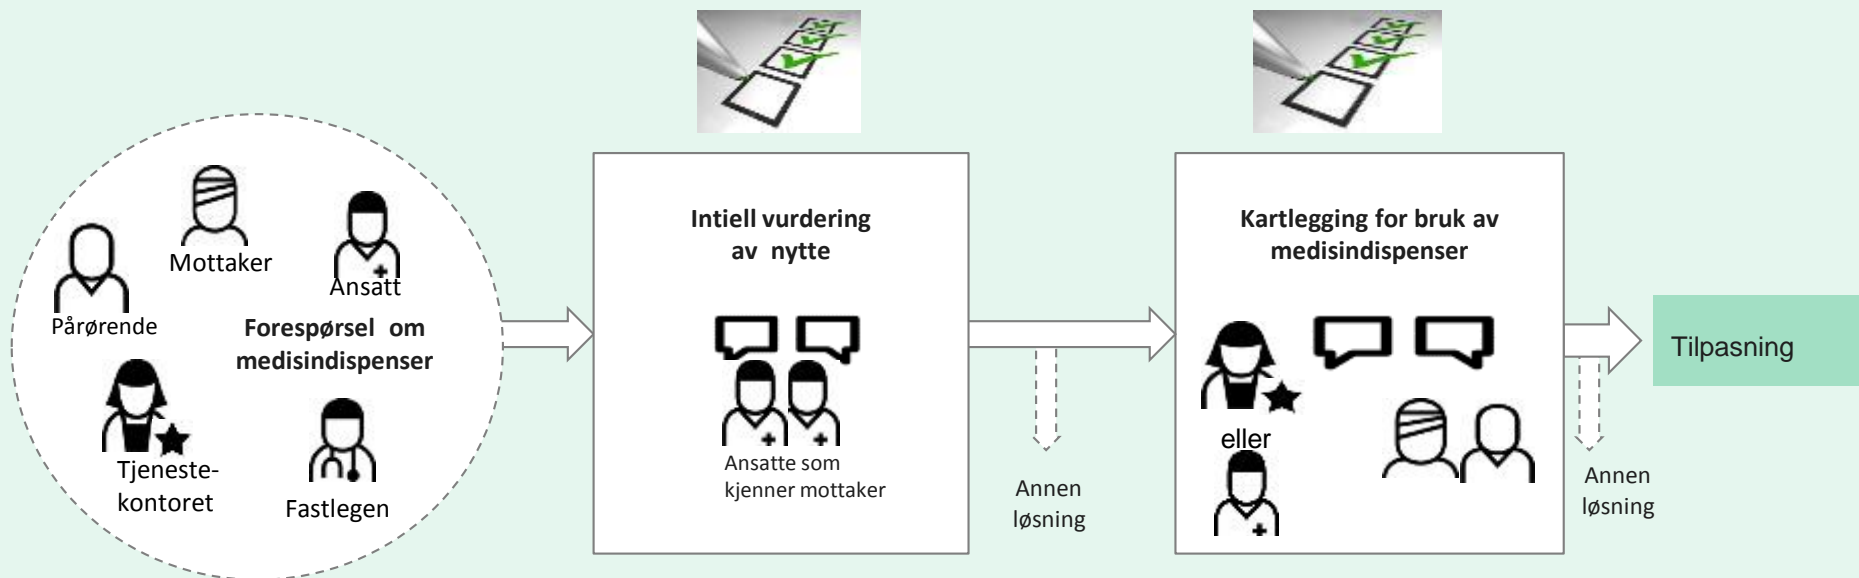 Mottaker
Ansatt
Pårørende
Forespørsel om
medisindispenser
Tjeneste-
kontoret
Fastlegen
Intiell vurdering
av nytte
Ansatte som
kjenner mottaker
Annen
løsning
Kartlegging for bruk av
medisindispenser
eller
Annen
løsning
Tilpasning